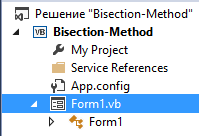 Решение "Bisection-Method"
VB Bisection-Method
My Project
Service References
App.config
Form1.vb
Form1